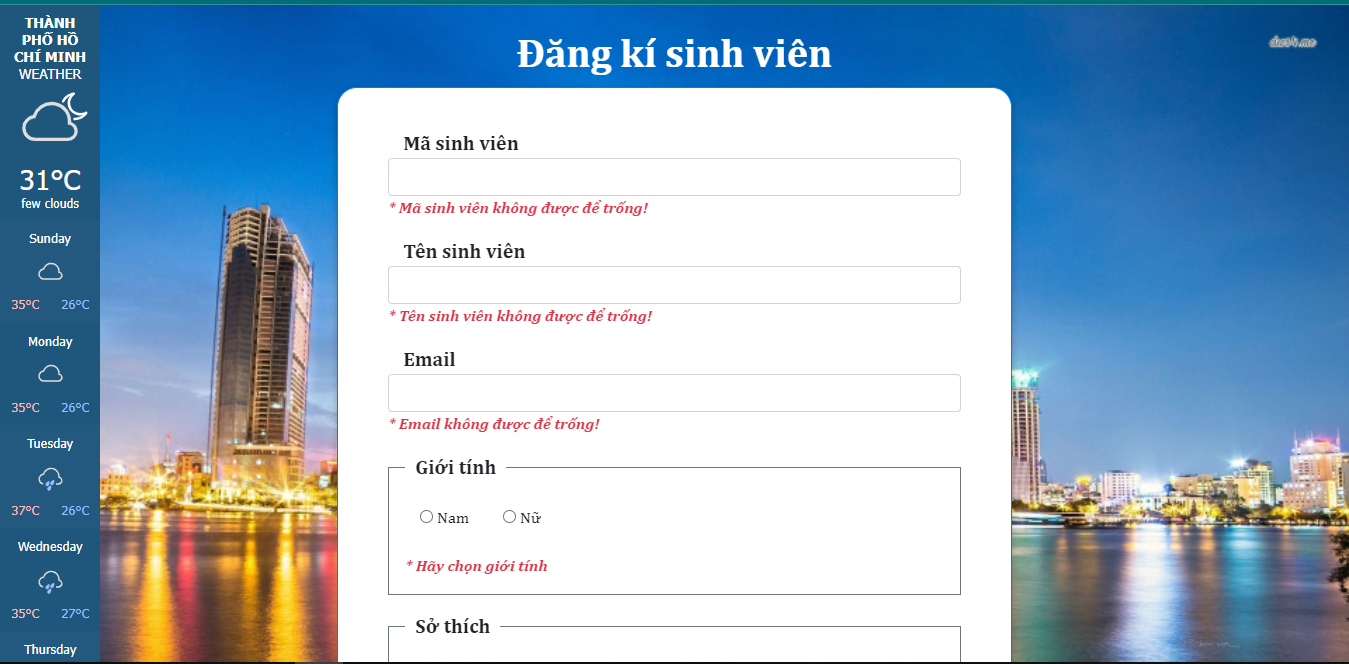 THÀNH
PHỐ HỒ
CHÍ MINH
WEATHER
31°C
few clouds
Sunday
35°C 26°C
Monday
35°C 26°C
Tuesday
37°C 26°C
Wednesday
35°C 27°C
Thursday
Đăng kí sinh viên
Mã sinh viên
* Mã sinh viên không được để trống!
Tên sinh viên
* Tên sinh viên không được để trống!
Email
* Email không được để trống!
Giới tính
Nam Nữ
* Hãy chọn giới tính
Sở thích